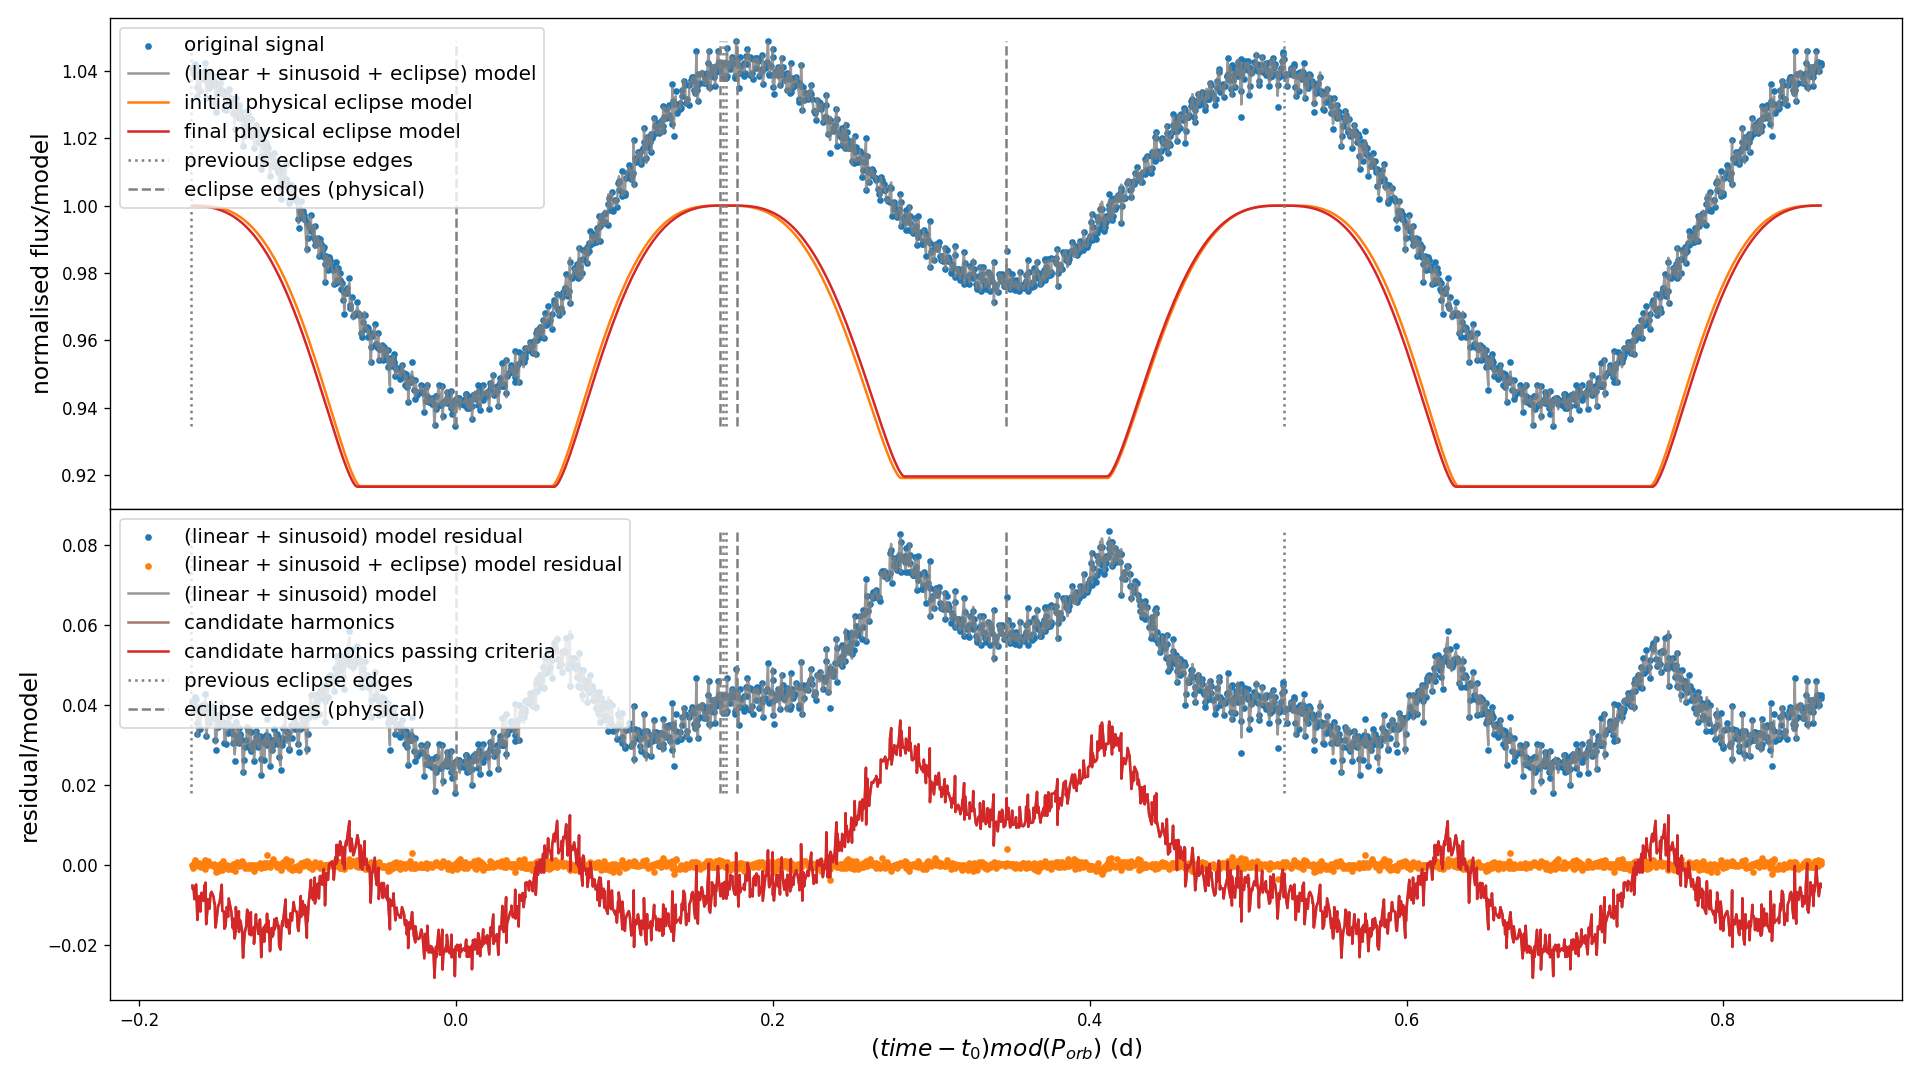 original signal
(linear + sinusoid + eclipse) model
initial physical eclipse model
final physical eclipse model
previous eclipse edges
eclipse edges (physical)
1.04
1.02
1.00
0.98
0.96
0.94
0.92
normalised flux/model
(linear + sinusoid) model residual
(linear + sinusoid + eclipse) model residual
(linear + sinusoid) model
candidate harmonics
candidate harmonics passing criteria
previous eclipse edges
eclipse edges (physical)
0.08
0.06
0.04
0.02
0.00
−0.02
residual/model
−0.2 0.0 0.2 0.4 0.6 0.8
(time − t₀)mod(Pₒᵣb) (d)